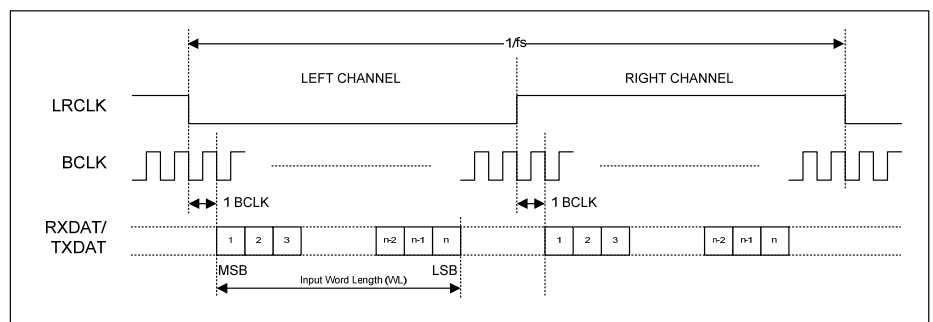 1/fs
LEFT CHANNEL RIGHT CHANNEL
LRCLK
BCLK
1 BCLK 1 BCLK
RXDAT/
TXDAT
1 2 3 n-2 n-1 n 1 2 3 n-2 n-1 n
MSB LSB
Input Word Length (WL)